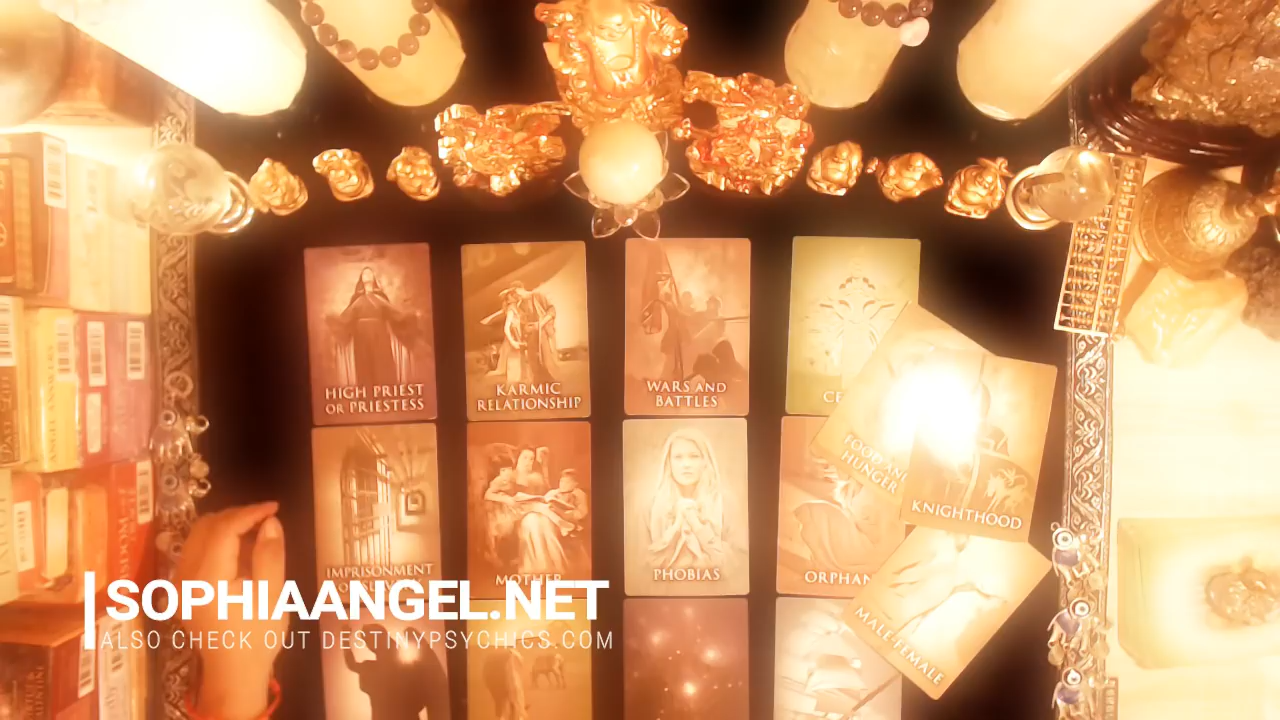 HIGH PRIEST
OR PRIESTESS
KARMIC
RELATIONSHIP
WARS AND
BATTLES
FOOD AND
HUNGER
KNIGHTHOOD
IMPRISONMENT
MOTHER
PHOBIAS
ORPHAN
MALE-FEMALE
SOPHIAANGEL.NET
ALSO CHECK OUT DESTINYPSYCHICS.COM